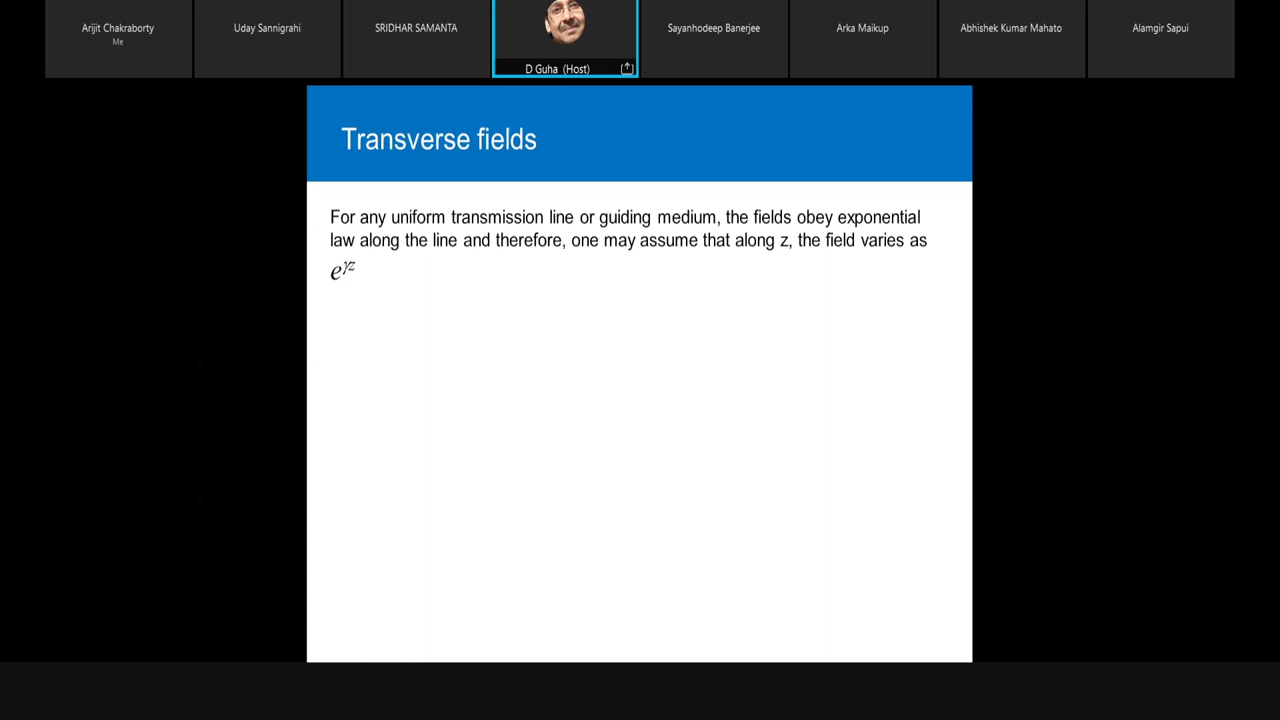 Arijit Chakraborty
Me
Uday Sannigrahi
SRIDHAR SAMANTA
D Guha (Host)
Sayanhodeep Banerjee
Arka Maikup
Abhishek Kumar Mahato
Alamgir Sapui
Transverse fields
For any uniform transmission line or guiding medium, the fields obey exponential
law along the line and therefore, one may assume that along z, the field varies as
e^γz